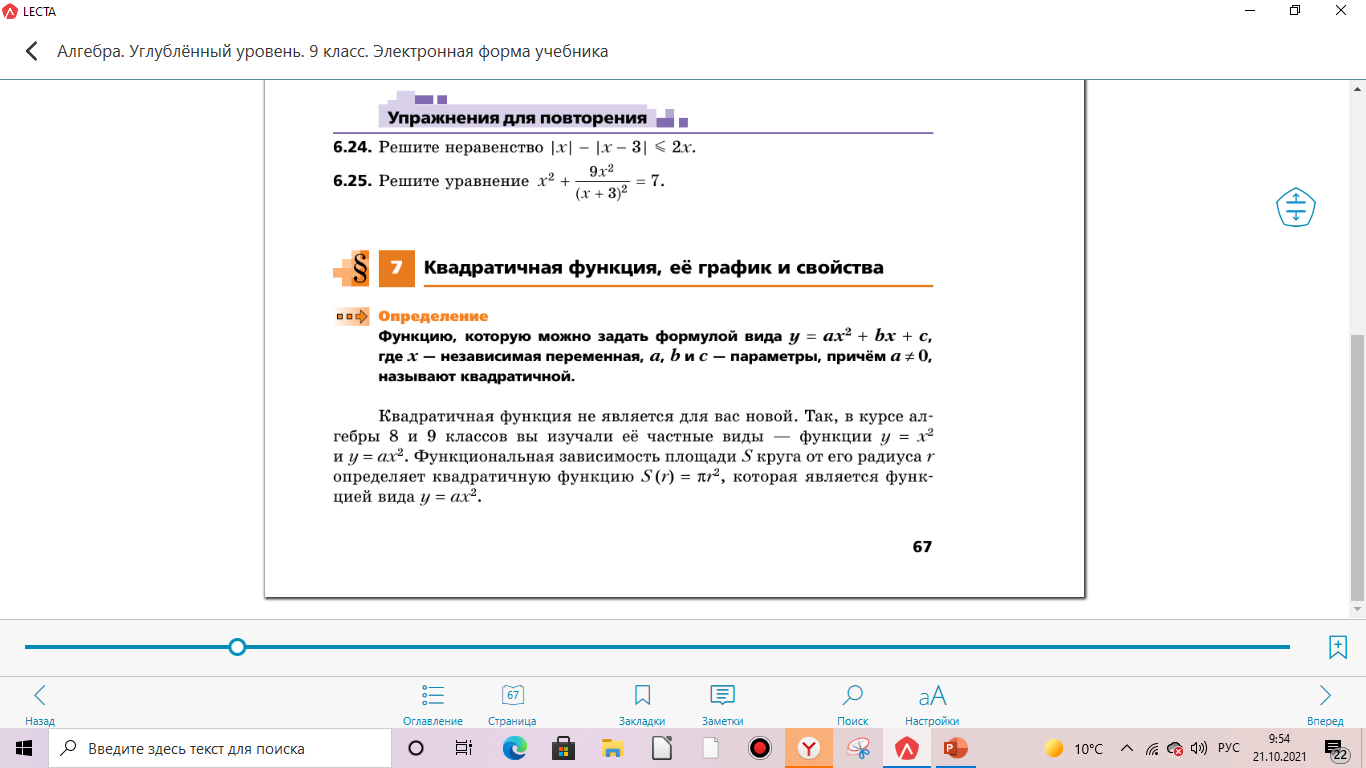 LECTA
Алгебра. Углублённый уровень. 9 класс. Электронная форма учебника
Упражнения для повторения
6.24. Решите неравенство |x| − |x − 3| ⩽ 2x.
6.25. Решите уравнение x² + 9x²/(x + 3)² = 7.
§ 7 Квадратичная функция, её график и свойства
Определение
Функцию, которую можно задать формулой вида y = ax² + bx + c,
где x — независимая переменная, a, b и c — параметры, причём a ≠ 0,
называют квадратичной.
Квадратичная функция не является для вас новой. Так, в курсе ал-
гебры 8 и 9 классов вы изучали её частные виды — функции y = x²
и y = ax². Функциональная зависимость площади S круга от его радиуса r
определяет квадратичную функцию S (r) = πr², которая является функ-
цией вида y = ax².
67
67
Назад
Оглавление
Страница
Закладки
Заметки
Поиск
aA
Настройки
Вперед
Введите здесь текст для поиска
10°C
РУС
9:54
21.10.2021
22